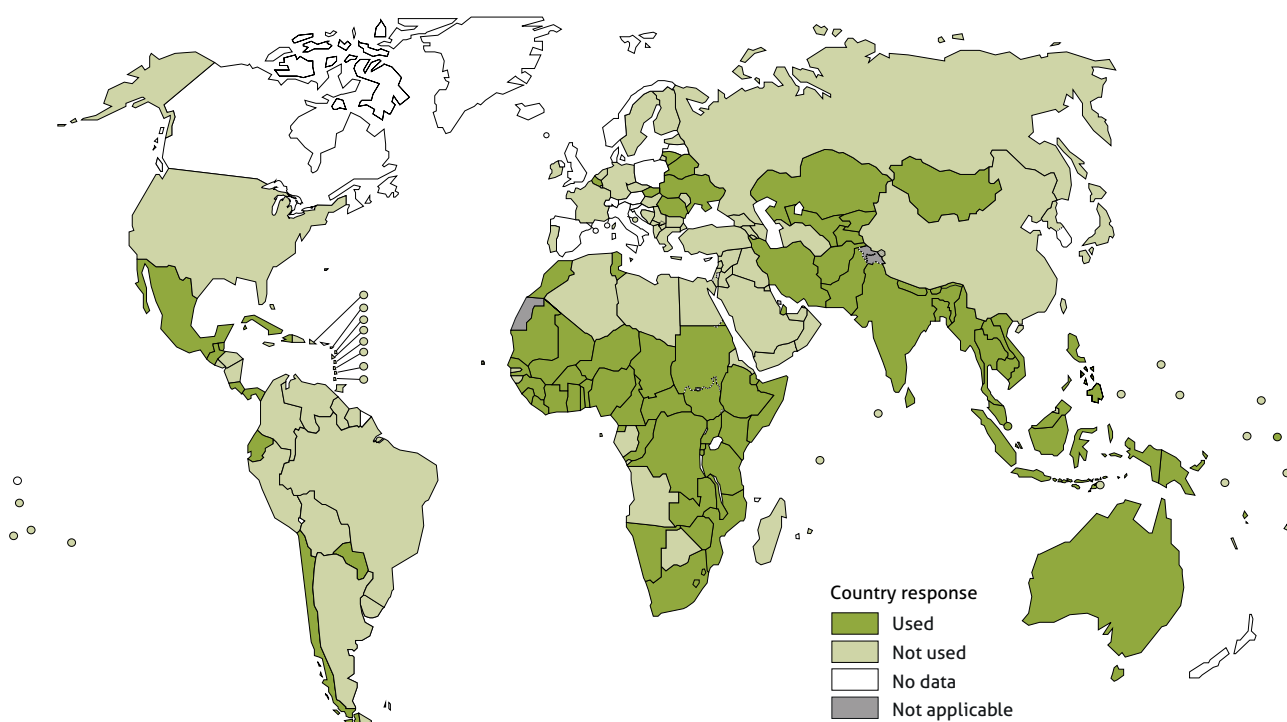 Country response
Used
Not used
No data
Not applicable